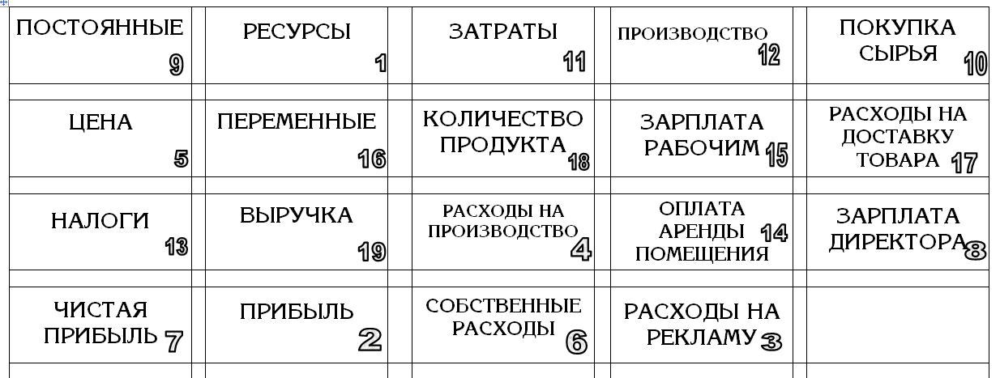 ПОСТОЯННЫЕ
9
РЕСУРСЫ
1
ЗАТРАТЫ
11
ПРОИЗВОДСТВО
12
ПОКУПКА
СЫРЬЯ
10
ЦЕНА
5
ПЕРЕМЕННЫЕ
16
КОЛИЧЕСТВО
ПРОДУКТА
18
ЗАРПЛАТА
РАБОЧИМ
15
РАСХОДЫ НА
ДОСТАВКУ
ТОВАРА
17
НАЛОГИ
13
ВЫРУЧКА
19
РАСХОДЫ НА
ПРОИЗВОДСТВО
4
ОПЛАТА
АРЕНДЫ
ПОМЕЩЕНИЯ
14
ЗАРПЛАТА
ДИРЕКТОРА
8
ЧИСТАЯ
ПРИБЫЛЬ
7
ПРИБЫЛЬ
2
СОБСТВЕННЫЕ
РАСХОДЫ
6
РАСХОДЫ НА
РЕКЛАМУ
3